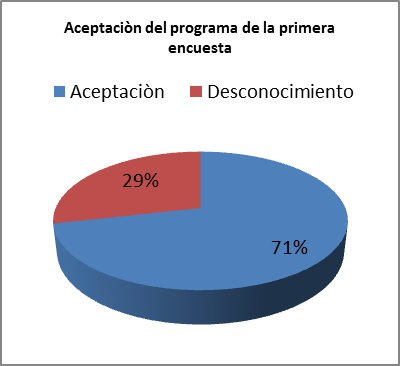 Aceptaciòn del programa de la primera
encuesta
Aceptaciòn Desconocimiento
29%
71%